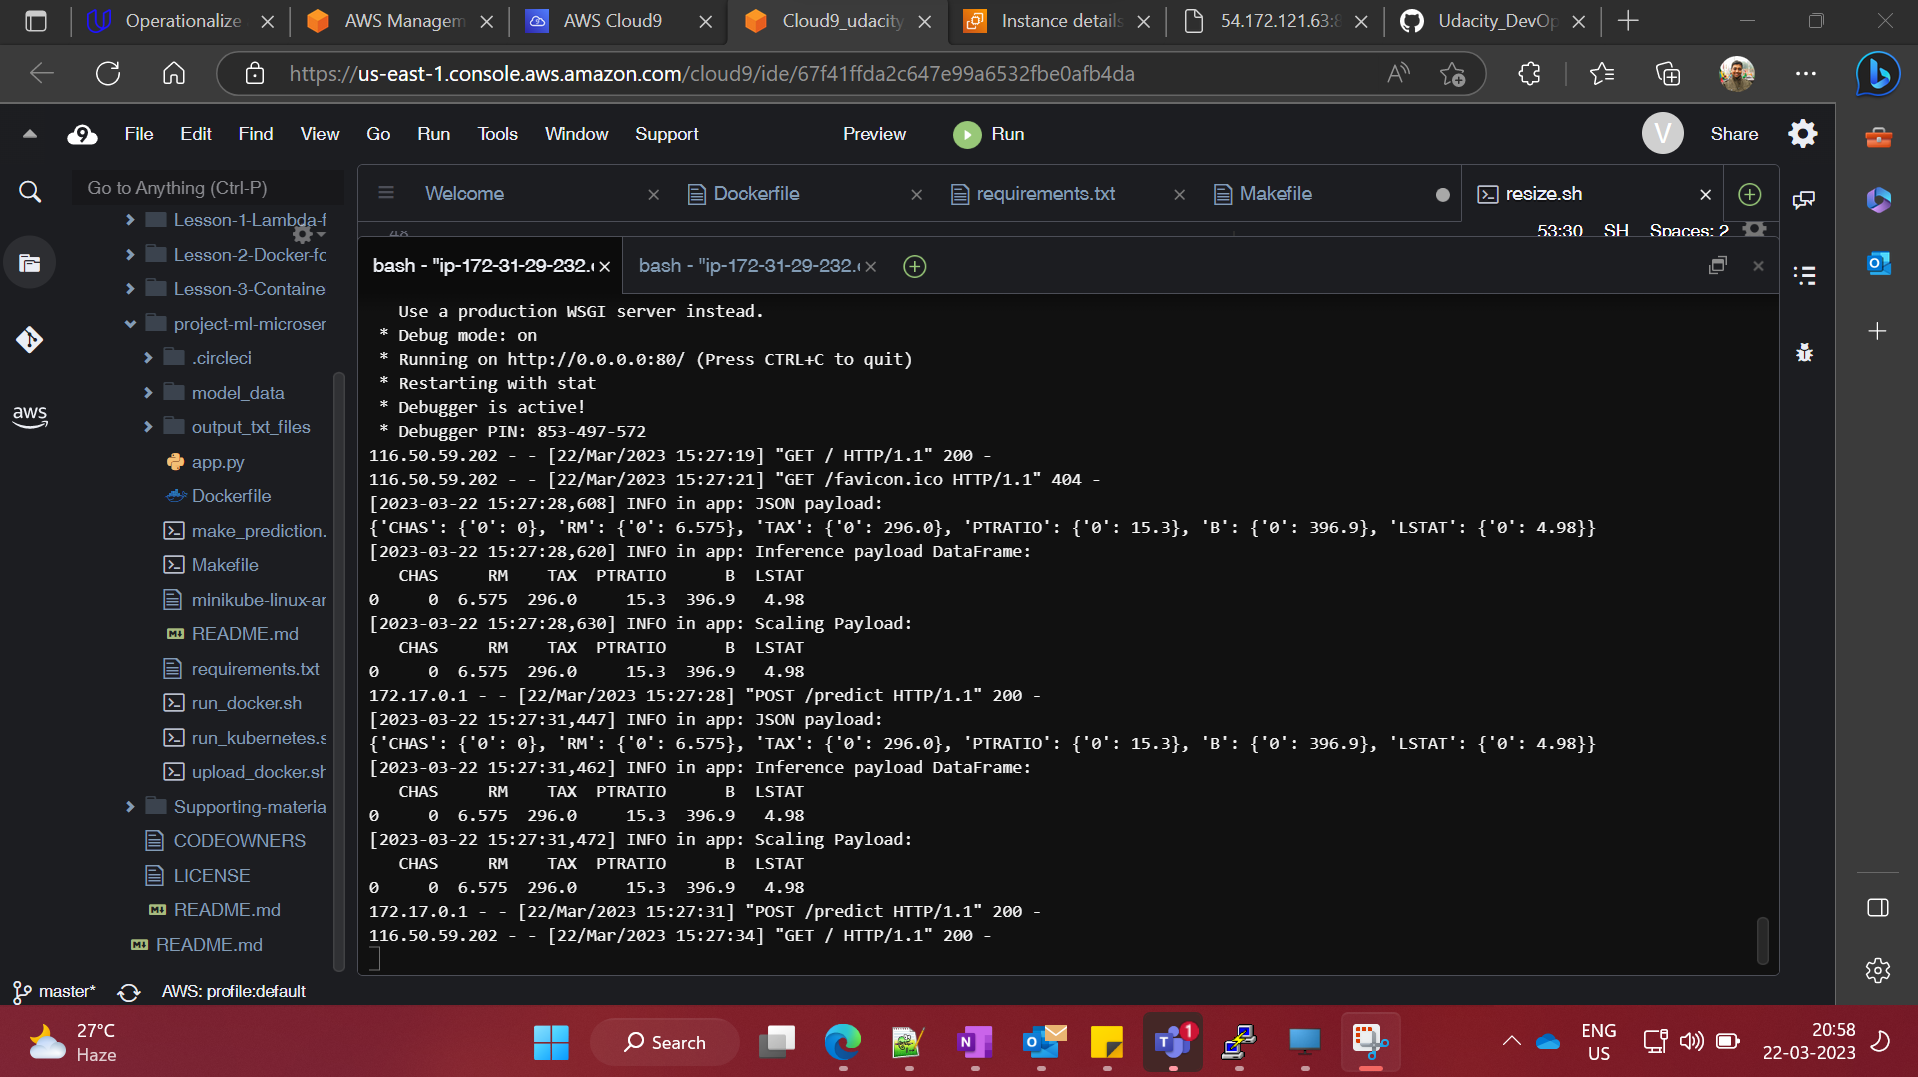 Operationalize
AWS Managem
AWS Cloud9
Cloud9_udacity
Instance details
54.172.121.63:8
Udacity_DevOp
https://us-east-1.console.aws.amazon.com/cloud9/ide/67f41ffda2c647e99a6532fbe0afb4da
9 File Edit Find View Go Run Tools Window Support Preview Run V Share
Go to Anything (Ctrl-P)
Welcome
Dockerfile
requirements.txt
Makefile
resize.sh
48
53:30 SH Spaces: 2
Lesson-1-Lambda-f
Lesson-2-Docker-fo
Lesson-3-Containe
project-ml-microser
.circleci
model_data
output_txt_files
app.py
Dockerfile
make_prediction.
Makefile
minikube-linux-ar
README.md
requirements.txt
run_docker.sh
run_kubernetes.s
upload_docker.sh
Supporting-materia
CODEOWNERS
LICENSE
README.md
README.md
aws
bash - "ip-172-31-29-232.
bash - "ip-172-31-29-232.
Use a production WSGI server instead.
* Debug mode: on
* Running on http://0.0.0.0:80/ (Press CTRL+C to quit)
* Restarting with stat
* Debugger is active!
* Debugger PIN: 853-497-572
116.50.59.202 - - [22/Mar/2023 15:27:19] "GET / HTTP/1.1" 200 -
116.50.59.202 - - [22/Mar/2023 15:27:21] "GET /favicon.ico HTTP/1.1" 404 -
[2023-03-22 15:27:28,608] INFO in app: JSON payload:
{'CHAS': {'0': 0}, 'RM': {'0': 6.575}, 'TAX': {'0': 296.0}, 'PTRATIO': {'0': 15.3}, 'B': {'0': 396.9}, 'LSTAT': {'0': 4.98}}
[2023-03-22 15:27:28,620] INFO in app: Inference payload DataFrame:
CHAS RM TAX PTRATIO B LSTAT
0 0 6.575 296.0 15.3 396.9 4.98
[2023-03-22 15:27:28,630] INFO in app: Scaling Payload:
CHAS RM TAX PTRATIO B LSTAT
0 0 6.575 296.0 15.3 396.9 4.98
172.17.0.1 - - [22/Mar/2023 15:27:28] "POST /predict HTTP/1.1" 200 -
[2023-03-22 15:27:31,447] INFO in app: JSON payload:
{'CHAS': {'0': 0}, 'RM': {'0': 6.575}, 'TAX': {'0': 296.0}, 'PTRATIO': {'0': 15.3}, 'B': {'0': 396.9}, 'LSTAT': {'0': 4.98}}
[2023-03-22 15:27:31,462] INFO in app: Inference payload DataFrame:
CHAS RM TAX PTRATIO B LSTAT
0 0 6.575 296.0 15.3 396.9 4.98
[2023-03-22 15:27:31,472] INFO in app: Scaling Payload:
CHAS RM TAX PTRATIO B LSTAT
0 0 6.575 296.0 15.3 396.9 4.98
172.17.0.1 - - [22/Mar/2023 15:27:31] "POST /predict HTTP/1.1" 200 -
116.50.59.202 - - [22/Mar/2023 15:27:34] "GET / HTTP/1.1" 200 -
master* AWS: profile:default
27°C
Haze
Search
1
ENG
US
20:58
22-03-2023